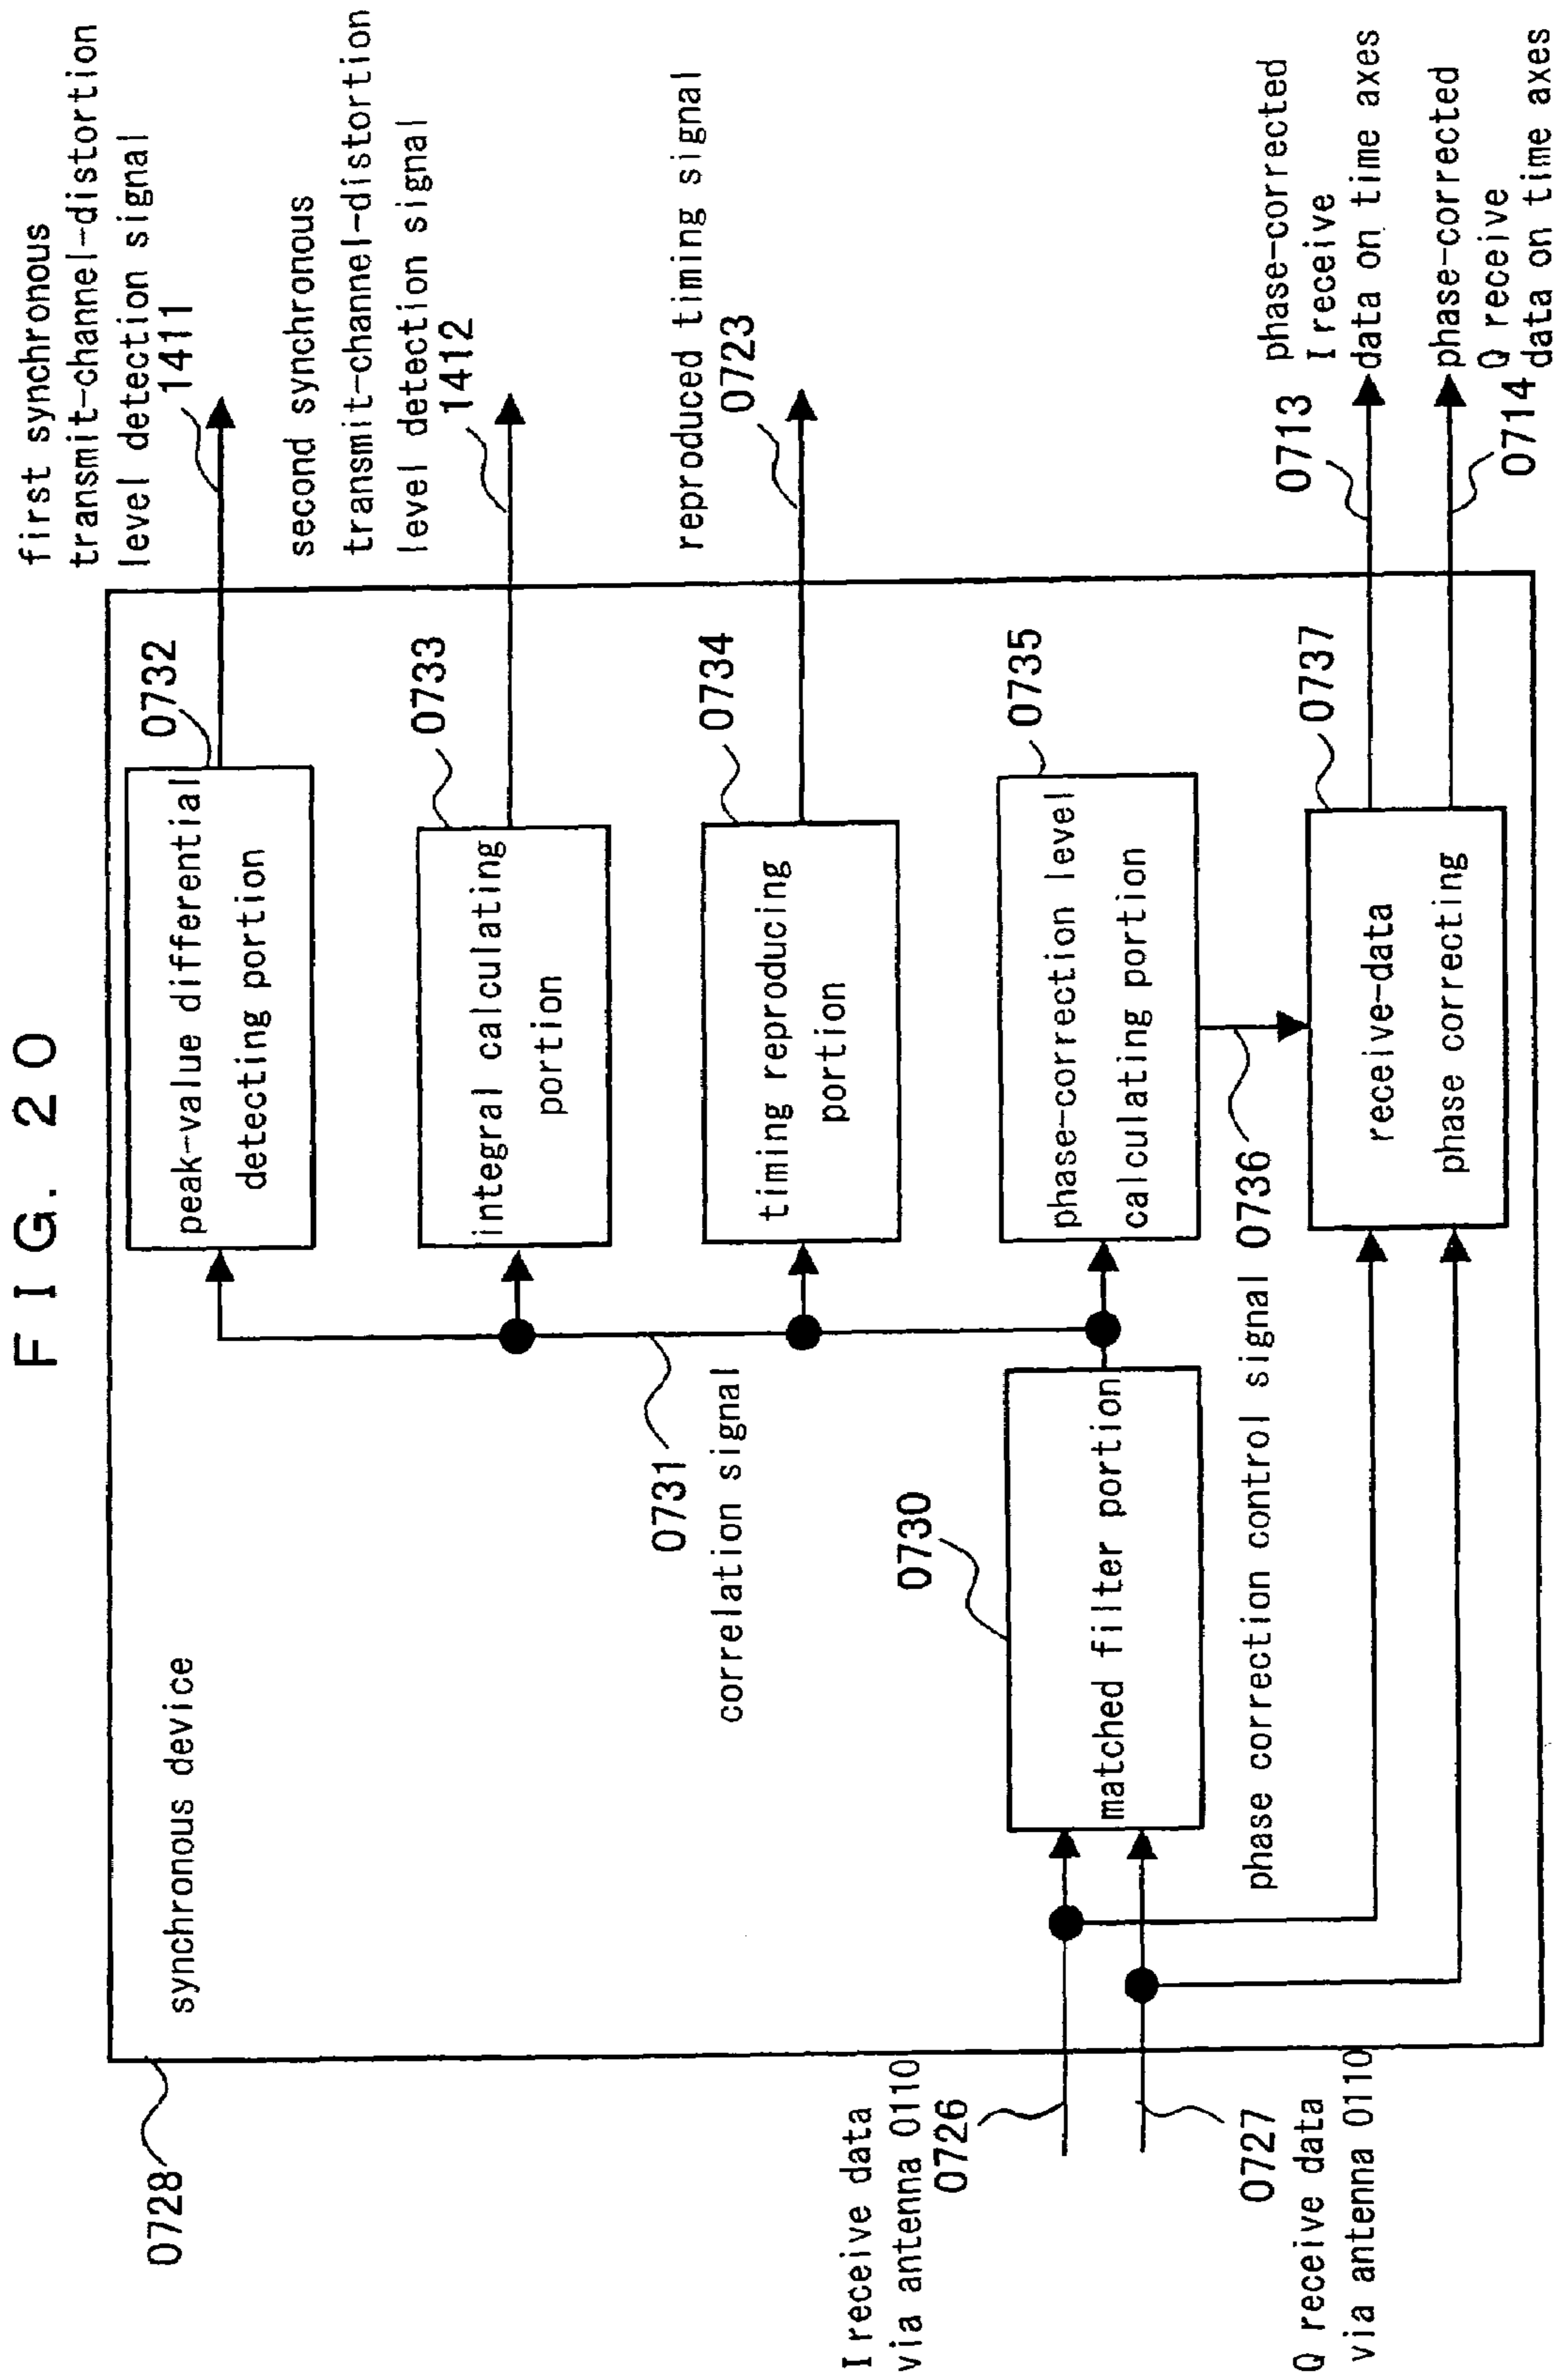 FIG. 20
first synchronous
transmit-channel-distortion
level detection signal
1411
0732
peak-value differential
detecting portion
second synchronous
transmit-channel-distortion
level detection signal
1412
0733
integral calculating
portion
reproduced timing signal
0723
0734
timing reproducing
portion
0735
phase-correction level
calculating portion
phase-corrected
I receive
data on time axes
0713
phase-corrected
Q receive
data on time axes
0714
0737
receive-data
phase correcting
phase correction control signal 0736
0731
correlation signal
0730
matched filter portion
synchronous device
0728
I receive data
via antenna 0110
0726
0727
Q receive data
via antenna 0110